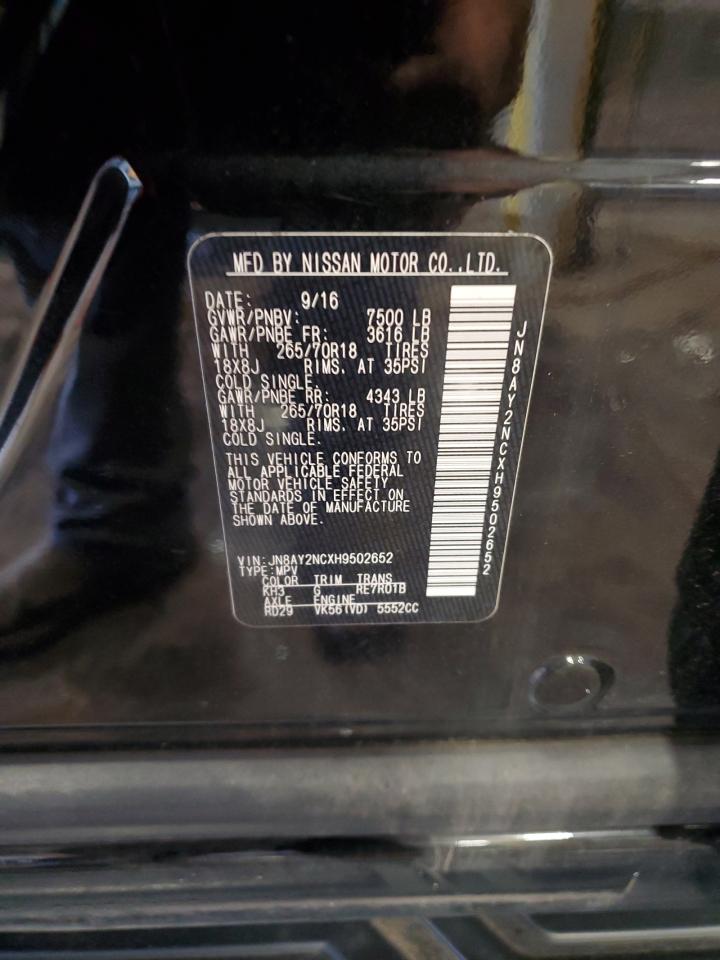 MFD BY NISSAN MOTOR CO.,LTD.
DATE: 9/16
GVWR/PNBV: 7500 LB
GAWR/PNBE FR: 3616 LB
WITH 265/70R18 TIRES
18X8J RIMS. AT 35PSI
COLD SINGLE.
GAWR/PNBE RR: 4343 LB
WITH 265/70R18 TIRES
18X8J RIMS. AT 35PSI
COLD SINGLE.
THIS VEHICLE CONFORMS TO
ALL APPLICABLE FEDERAL
MOTOR VEHICLE SAFETY
STANDARDS IN EFFECT ON
THE DATE OF MANUFACTURE
SHOWN ABOVE.
VIN:JN8AY2NCXH9502652
TYPE:MPV
COLOR TRIM TRANS
KH3 G RE7R01B
AXLE ENGINE
RD29 VK56(VD) 5552CC
JN8AY2NCXH9502652